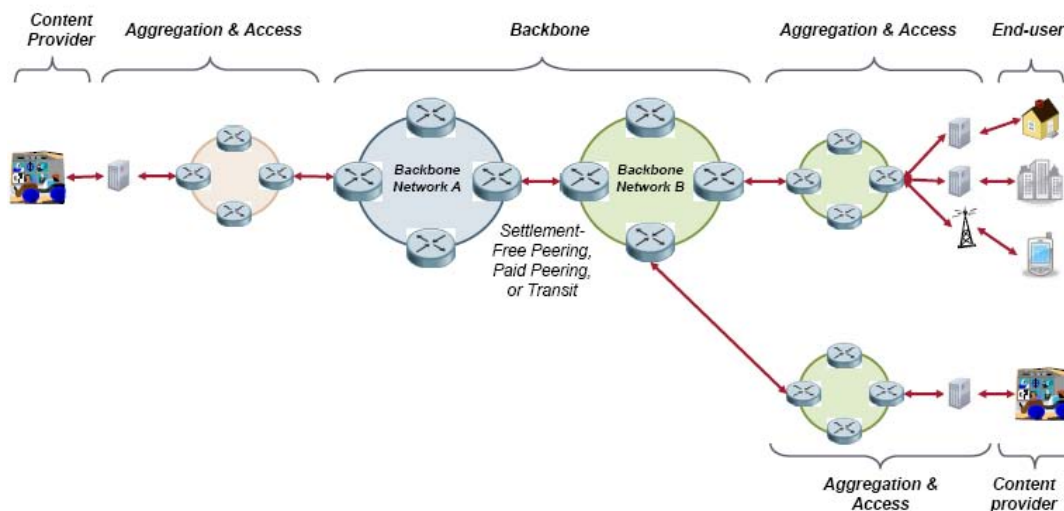 Content
Provider
Aggregation & Access
Backbone
Aggregation & Access
End-user
Backbone
Network A
Backbone
Network B
Settlement-
Free Peering,
Paid Peering,
or Transit
Aggregation &
Access
Content
provider